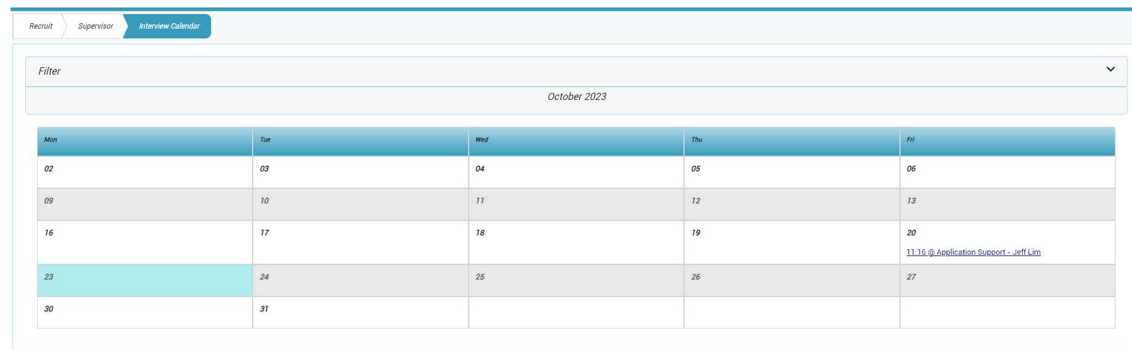 Recruit Supervisor Interview Calendar
Filter
October 2023
Mon Tue Wed Thu Fri
02 03 04 05 06
09 10 11 12 13
16 17 18 19 20
11:16 @ Application Support - Jeff Lim
23 24 25 26 27
30 31